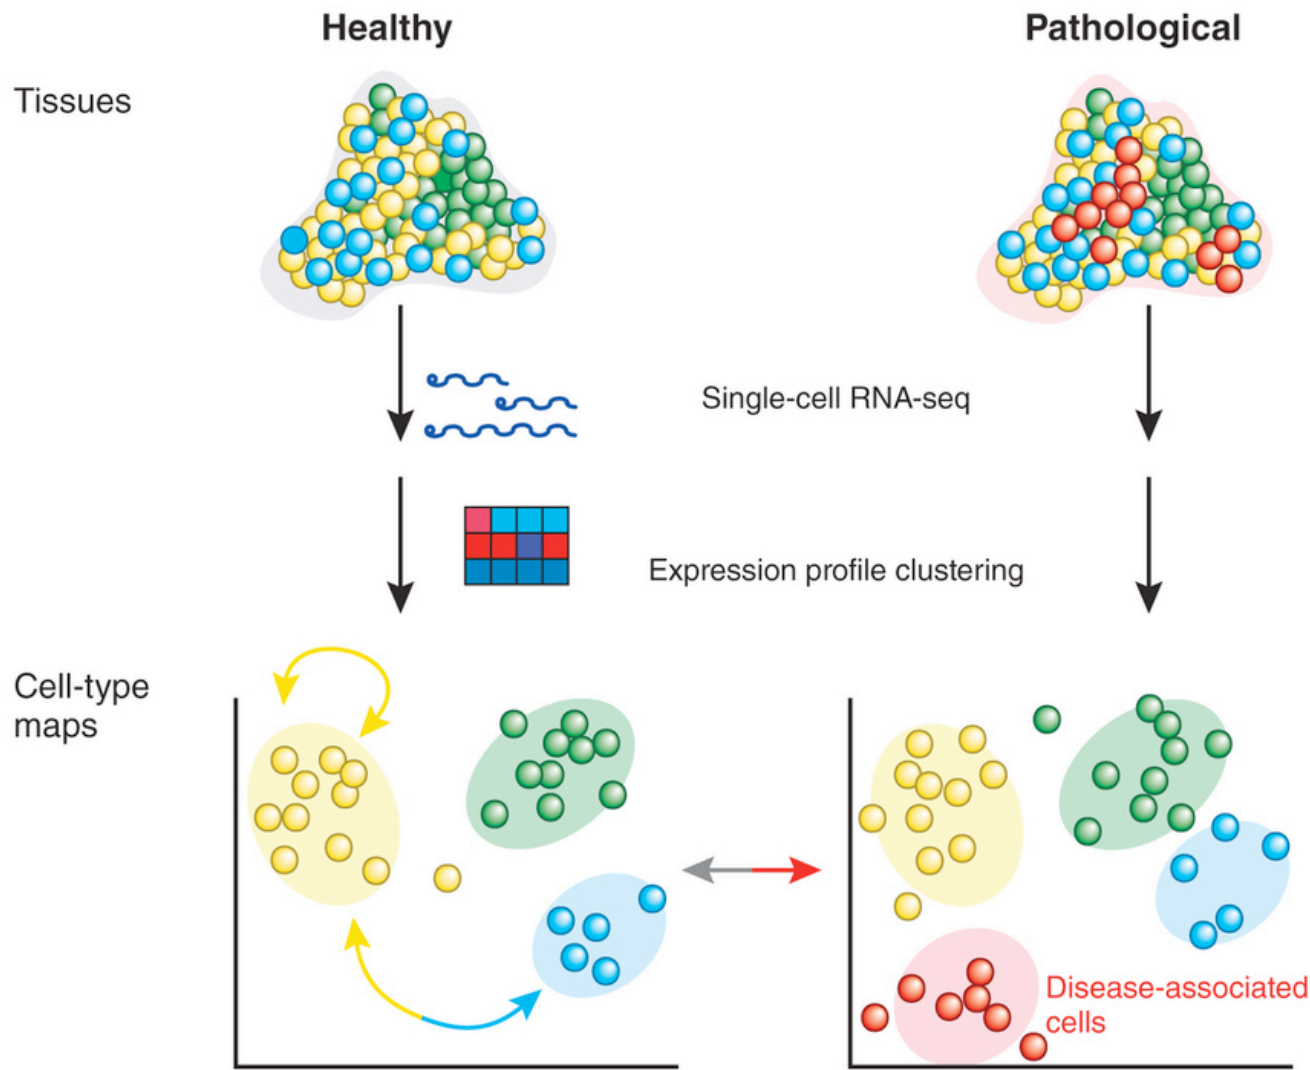 Healthy
Pathological
Tissues
Single-cell RNA-seq
Expression profile clustering
Cell-type
maps
Disease-associated
cells